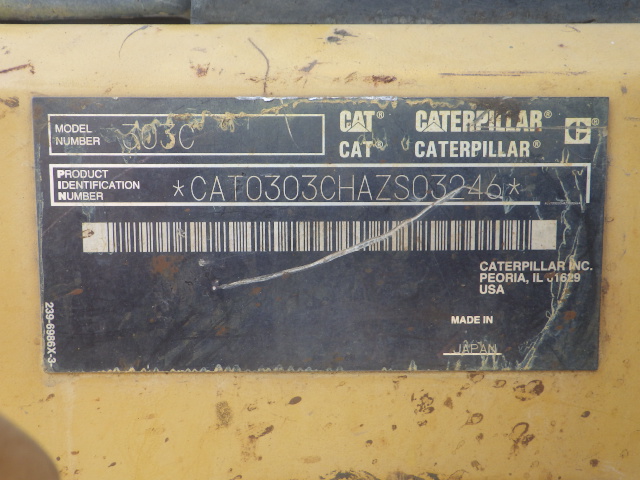 MODEL NUMBER 303C
CAT® CATERPILLAR® C®
CAT® CATERPILLAR®
PRODUCT IDENTIFICATION NUMBER *CAT0303CHAZS03246*
CATERPILLAR INC.
PEORIA, IL 61629
USA
MADE IN
JAPAN
239-6986X-3